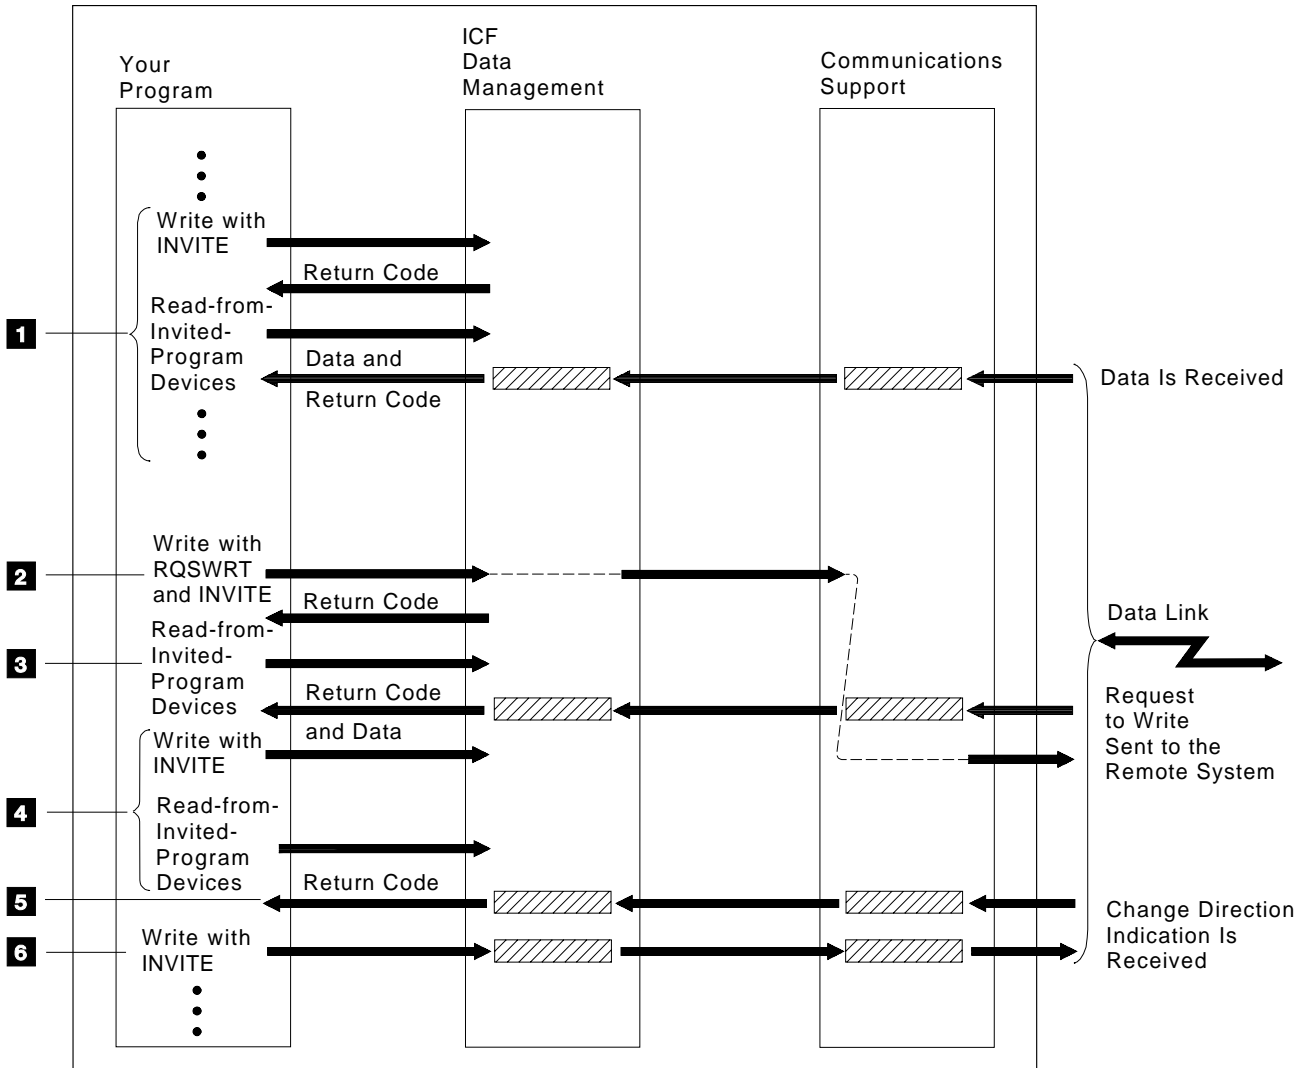 Your
Program
ICF
Data
Management
Communications
Support
Write with
INVITE
Return Code
1
Read-from-
Invited-
Program
Devices
Data and
Return Code
Data Is Received
2
Write with
RQSWRT
and INVITE
Return Code
3
Read-from-
Invited-
Program
Devices
Return Code
and Data
Data Link
Request
to Write
Sent to the
Remote System
4
Write with
INVITE
Read-from-
Invited-
Program
Devices
5
Return Code
Change Direction
Indication Is
Received
6
Write with
INVITE